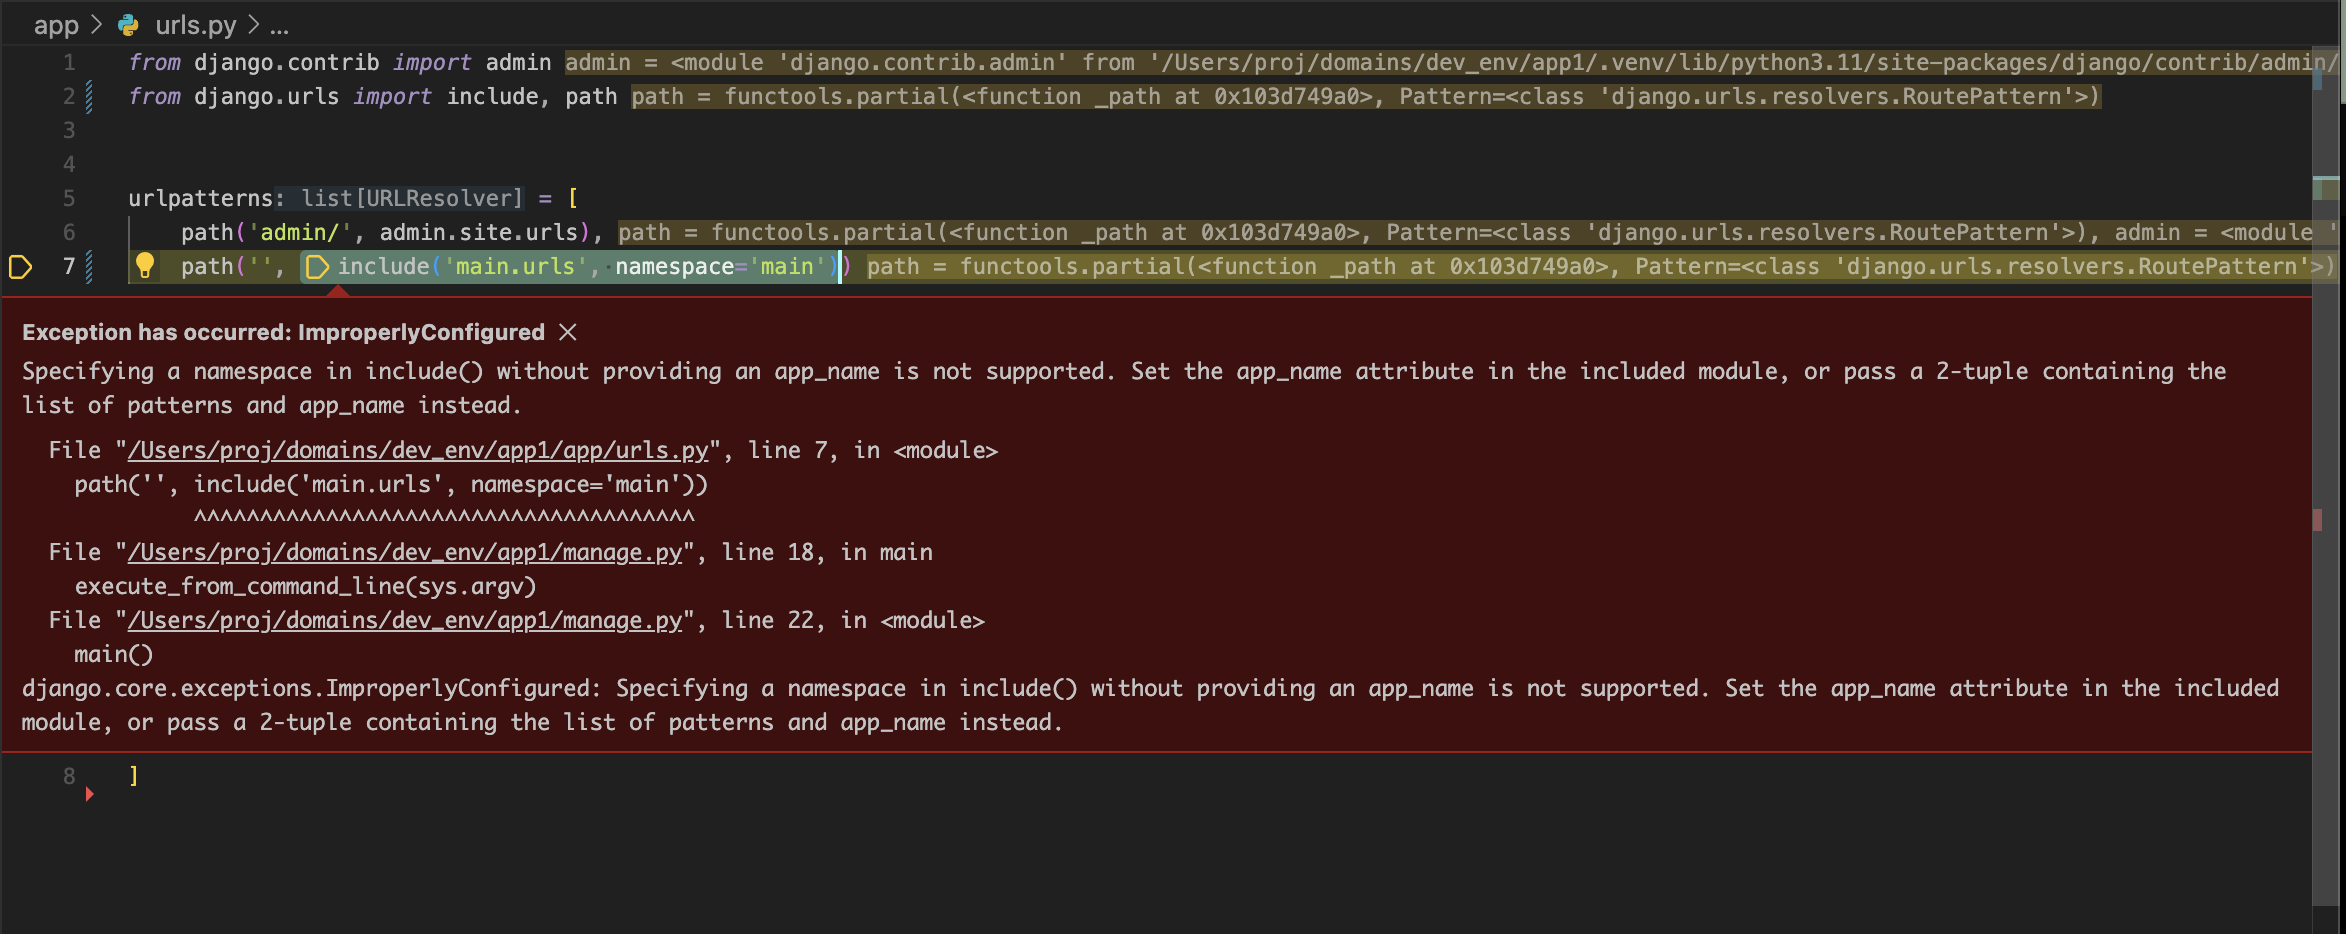 app > urls.py > ...
1 from django.contrib import admin admin = <module 'django.contrib.admin' from '/Users/proj/domains/dev_env/app1/.venv/lib/python3.11/site-packages/django/contrib/admin/
2 from django.urls import include, path path = functools.partial(<function _path at 0x103d749a0>, Pattern=<class 'django.urls.resolvers.RoutePattern'>)
3
4
5 urlpatterns: list[URLResolver] = [
6 path('admin/', admin.site.urls), path = functools.partial(<function _path at 0x103d749a0>, Pattern=<class 'django.urls.resolvers.RoutePattern'>), admin = <module '
7 path('', include('main.urls', namespace='main')) path = functools.partial(<function _path at 0x103d749a0>, Pattern=<class 'django.urls.resolvers.RoutePattern'>)
Exception has occurred: ImproperlyConfigured
Specifying a namespace in include() without providing an app_name is not supported. Set the app_name attribute in the included module, or pass a 2-tuple containing the
list of patterns and app_name instead.
File "/Users/proj/domains/dev_env/app1/app/urls.py", line 7, in <module>
path('', include('main.urls', namespace='main'))
^^^^^^^^^^^^^^^^^^^^^^^^^^^^^^^^^^^^^^
File "/Users/proj/domains/dev_env/app1/manage.py", line 18, in main
execute_from_command_line(sys.argv)
File "/Users/proj/domains/dev_env/app1/manage.py", line 22, in <module>
main()
django.core.exceptions.ImproperlyConfigured: Specifying a namespace in include() without providing an app_name is not supported. Set the app_name attribute in the included
module, or pass a 2-tuple containing the list of patterns and app_name instead.
8 ]